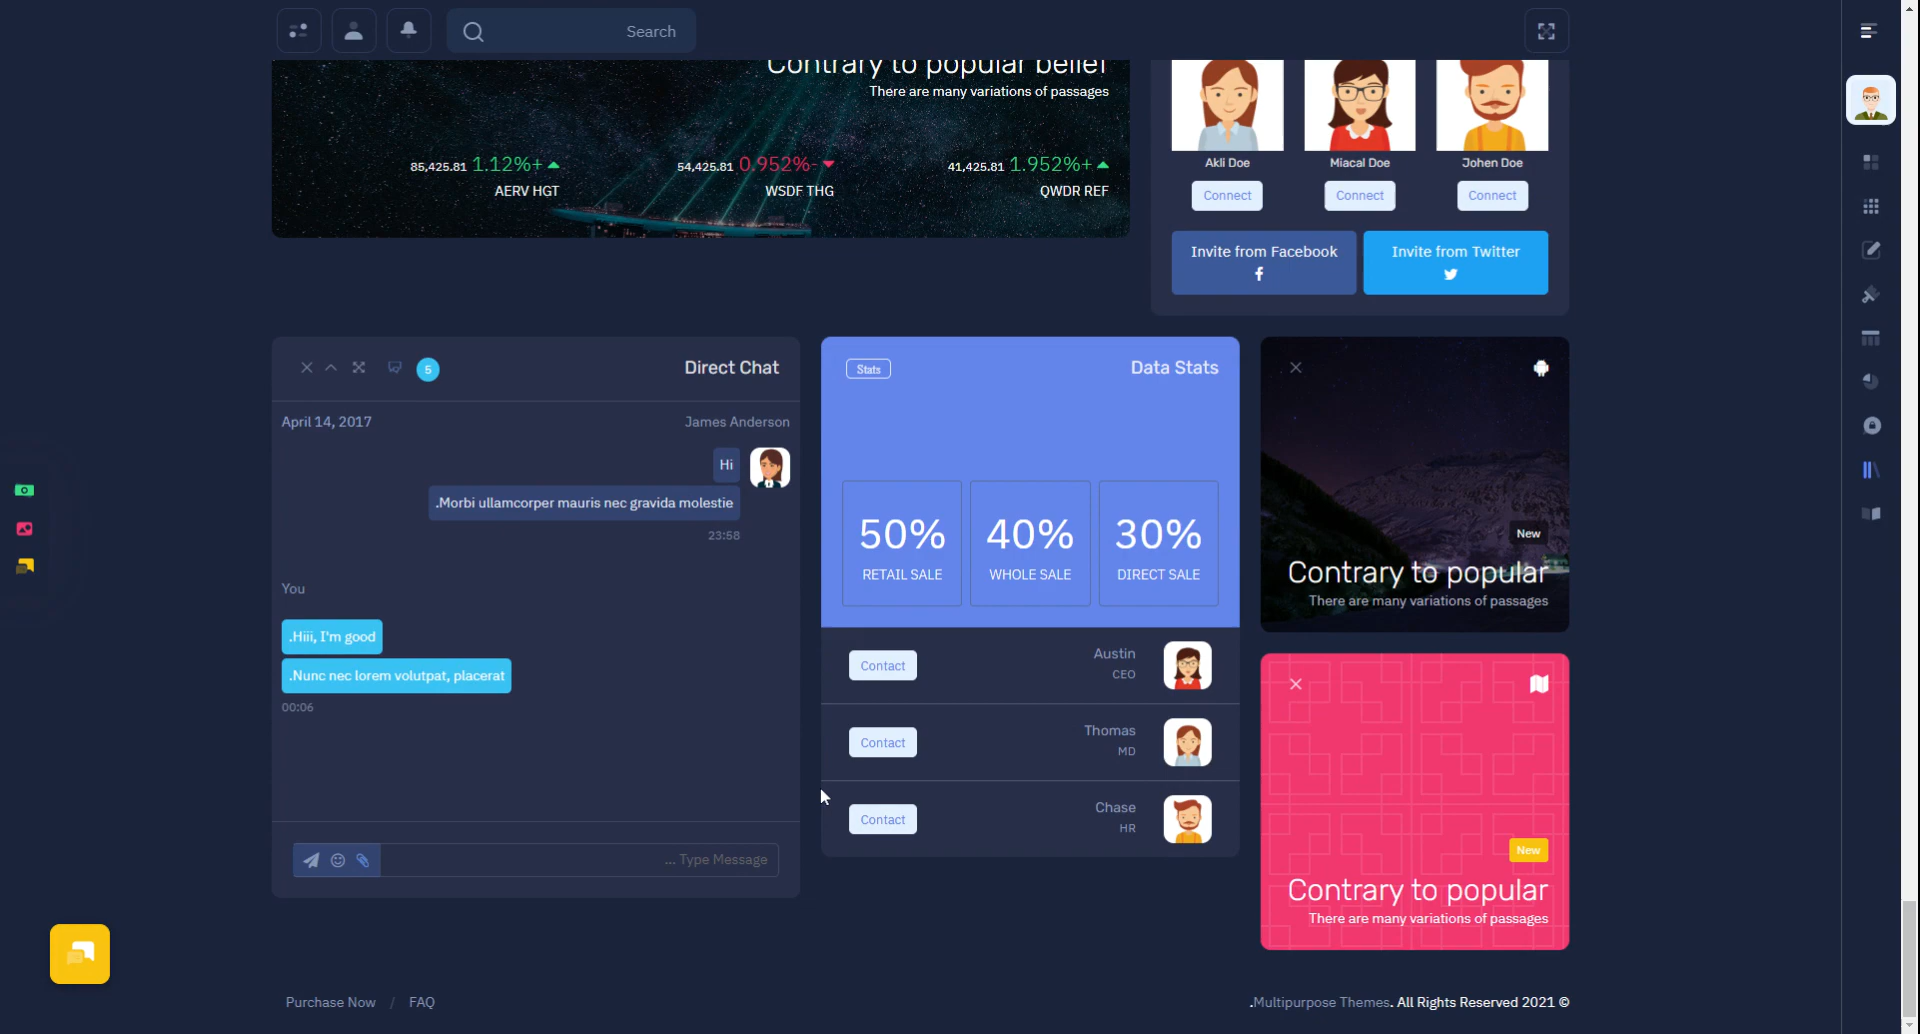 Search
Contrary to popular belief
There are many variations of passages
85,425.81 1.12%+
AERV HGT
54,425.81 0.952%-
WSDF THG
41,425.81 1.952%+
QWDR REF
Akli Doe
Miacal Doe
Johen Doe
Connect
Connect
Connect
Invite from Facebook
Invite from Twitter
5
Direct Chat
April 14, 2017
James Anderson
Hi
.Morbi ullamcorper mauris nec gravida molestie
23:58
You
.Hiii, I'm good
.Nunc nec lorem volutpat, placerat
00:06
... Type Message
Stats
Data Stats
50%
RETAIL SALE
40%
WHOLE SALE
30%
DIRECT SALE
Contact
Austin
CEO
Contact
Thomas
MD
Contact
Chase
HR
New
Contrary to popular
There are many variations of passages
New
Contrary to popular
There are many variations of passages
Purchase Now / FAQ
.Multipurpose Themes. All Rights Reserved 2021 ©